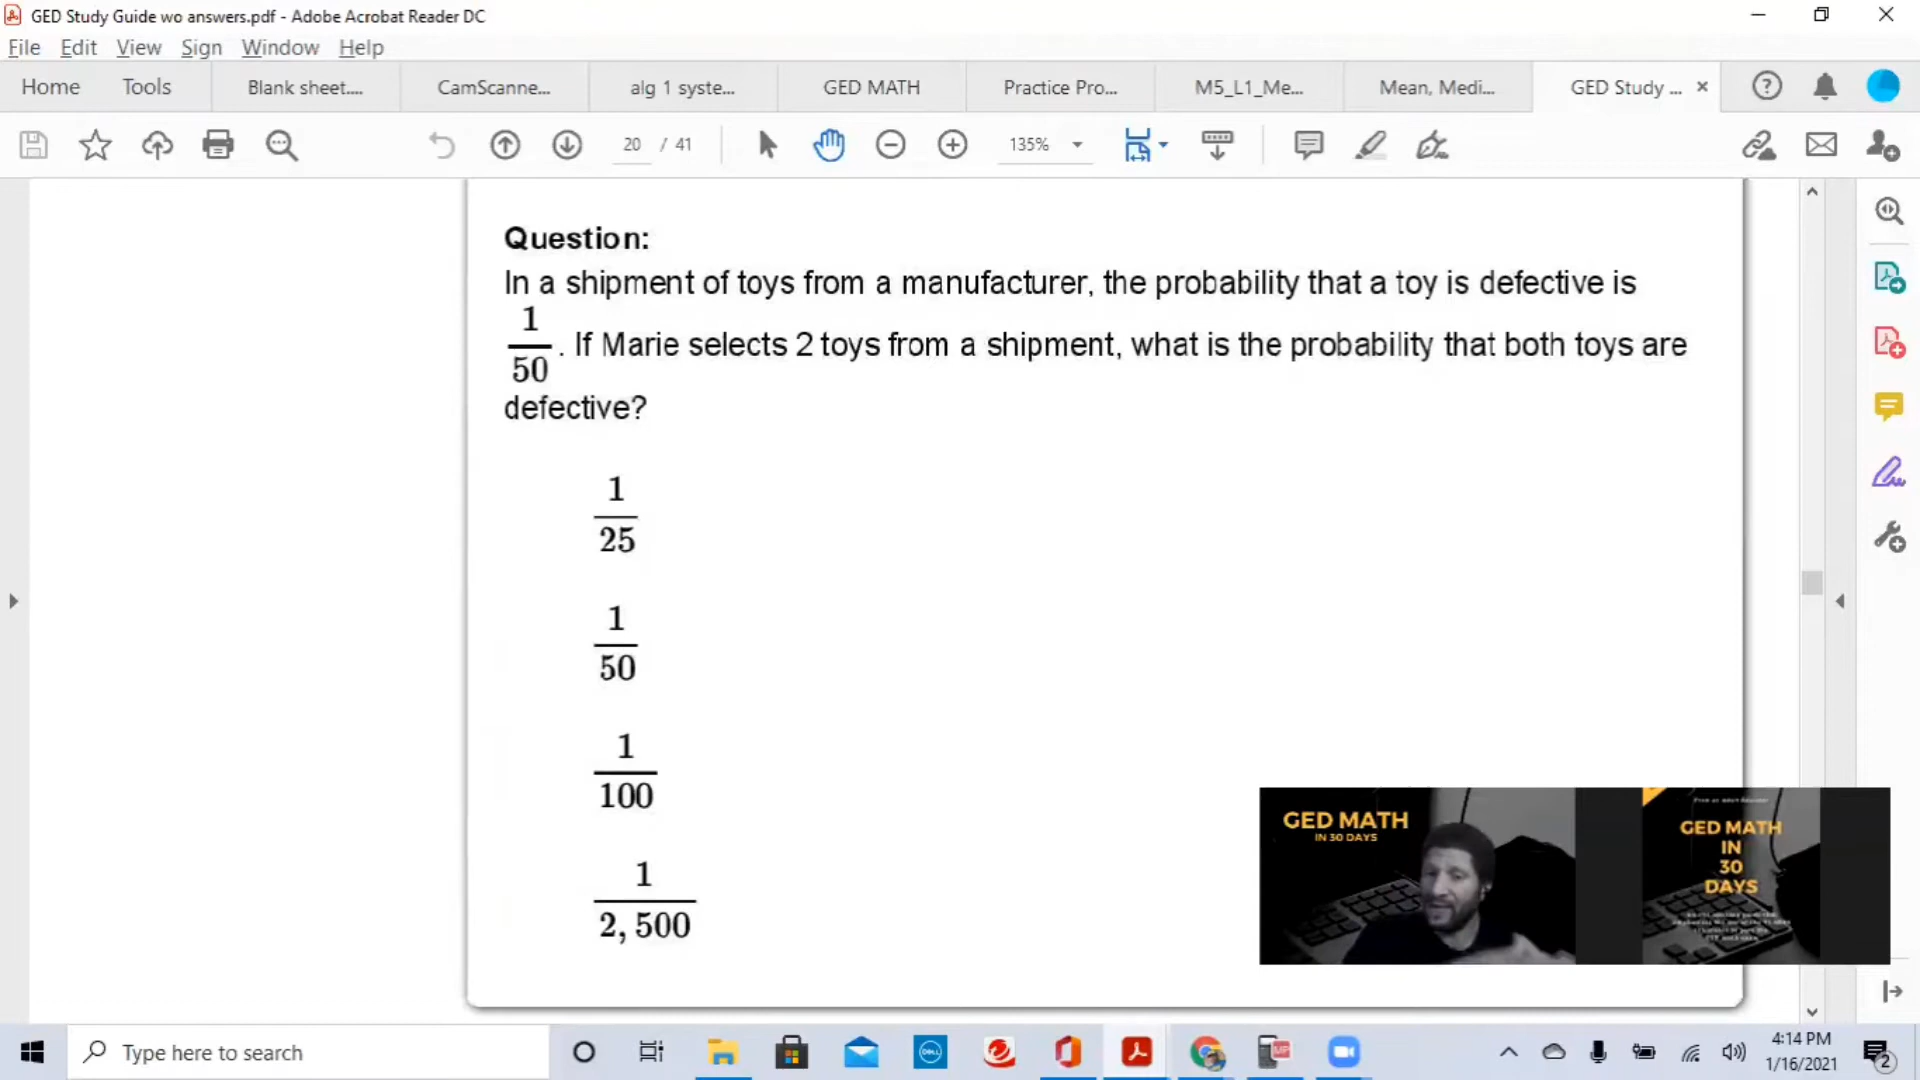 GED Study Guide wo answers.pdf - Adobe Acrobat Reader DC
File Edit View Sign Window Help
Home Tools Blank sheet.... CamScanne... alg 1 syste... GED MATH Practice Pro... M5_L1_Me... Mean, Medi... GED Study ... ×
20 / 41 135%
Question:
In a shipment of toys from a manufacturer, the probability that a toy is defective is
1/50. If Marie selects 2 toys from a shipment, what is the probability that both toys are
defective?
1/25
1/50
1/100
1/2,500
GED MATH
IN 30 DAYS
GED MATH
IN
30
DAYS
Type here to search
DELL
MP
4:14 PM
1/16/2021
2